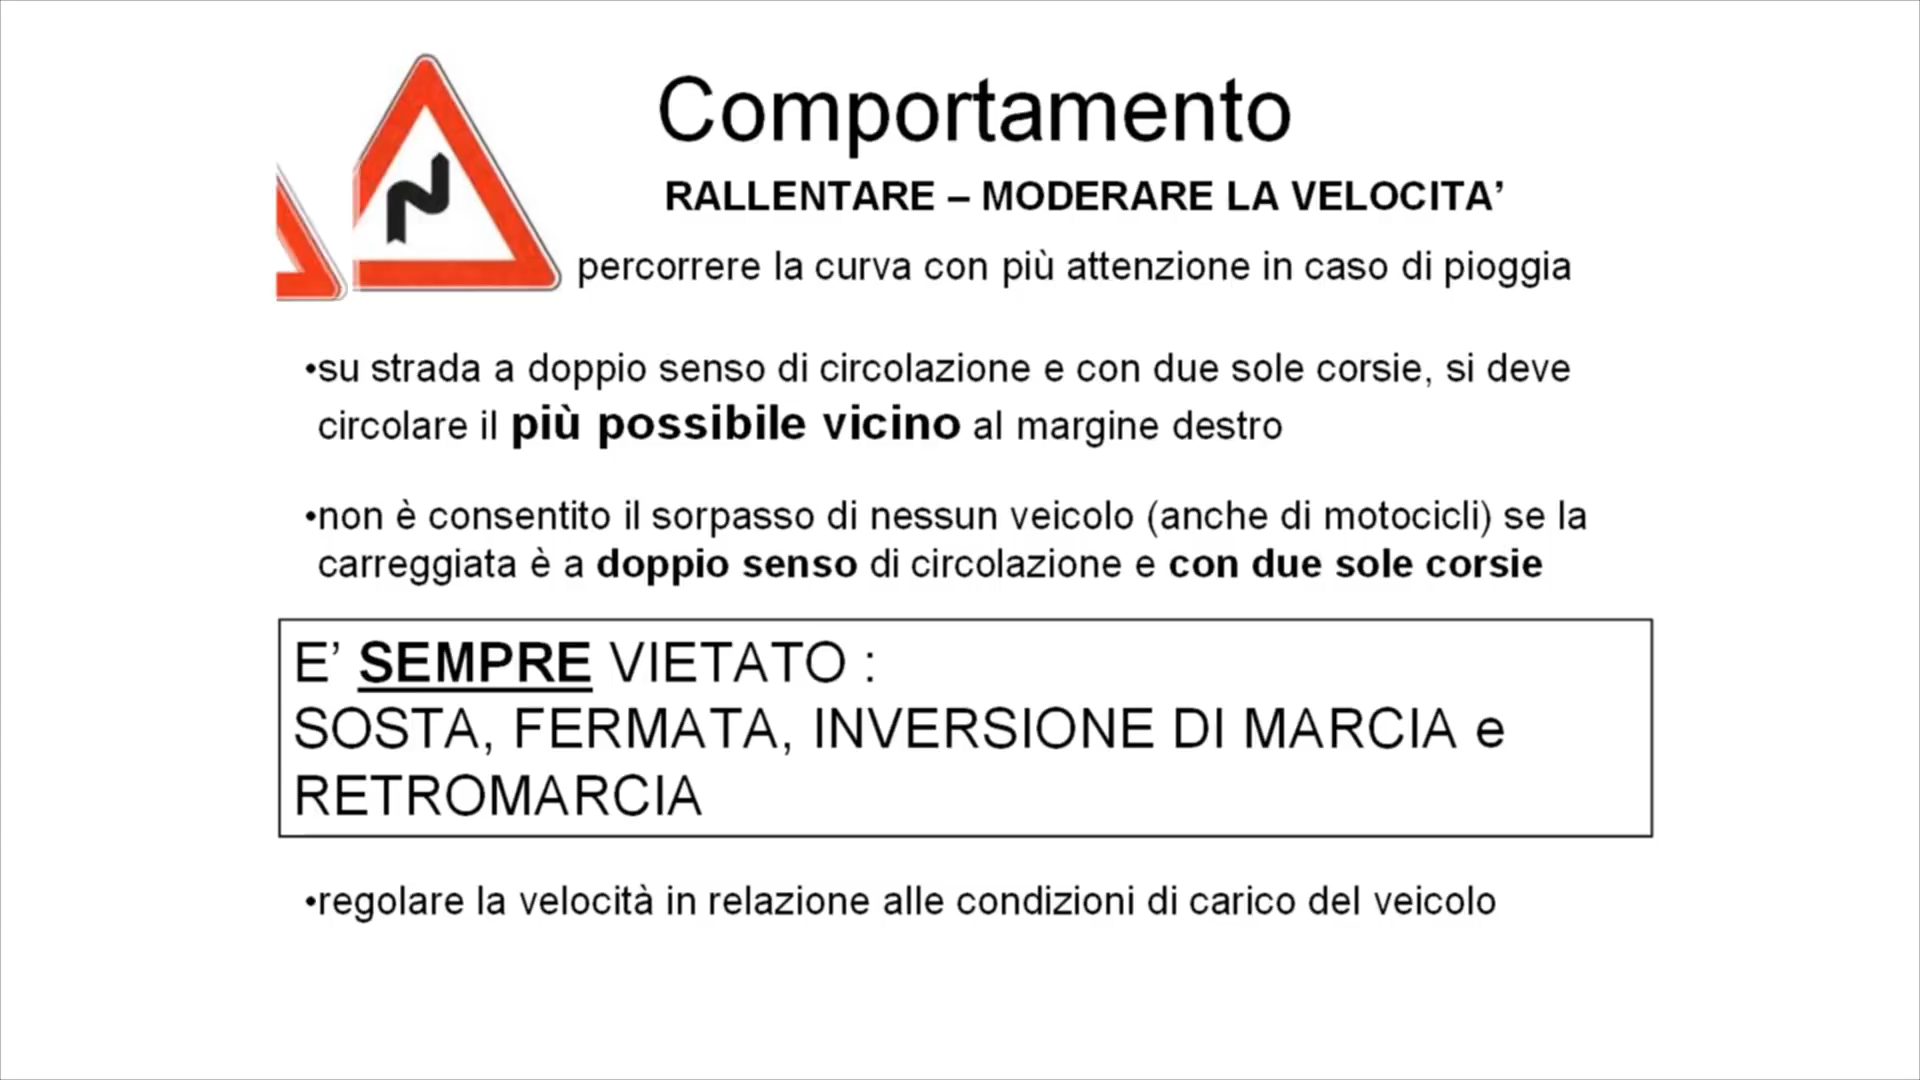 Comportamento
RALLENTARE – MODERARE LA VELOCITA’
percorrere la curva con più attenzione in caso di pioggia
•su strada a doppio senso di circolazione e con due sole corsie, si deve
circolare il più possibile vicino al margine destro
•non è consentito il sorpasso di nessun veicolo (anche di motocicli) se la
carreggiata è a doppio senso di circolazione e con due sole corsie
E’ SEMPRE VIETATO :
SOSTA, FERMATA, INVERSIONE DI MARCIA e
RETROMARCIA
•regolare la velocità in relazione alle condizioni di carico del veicolo